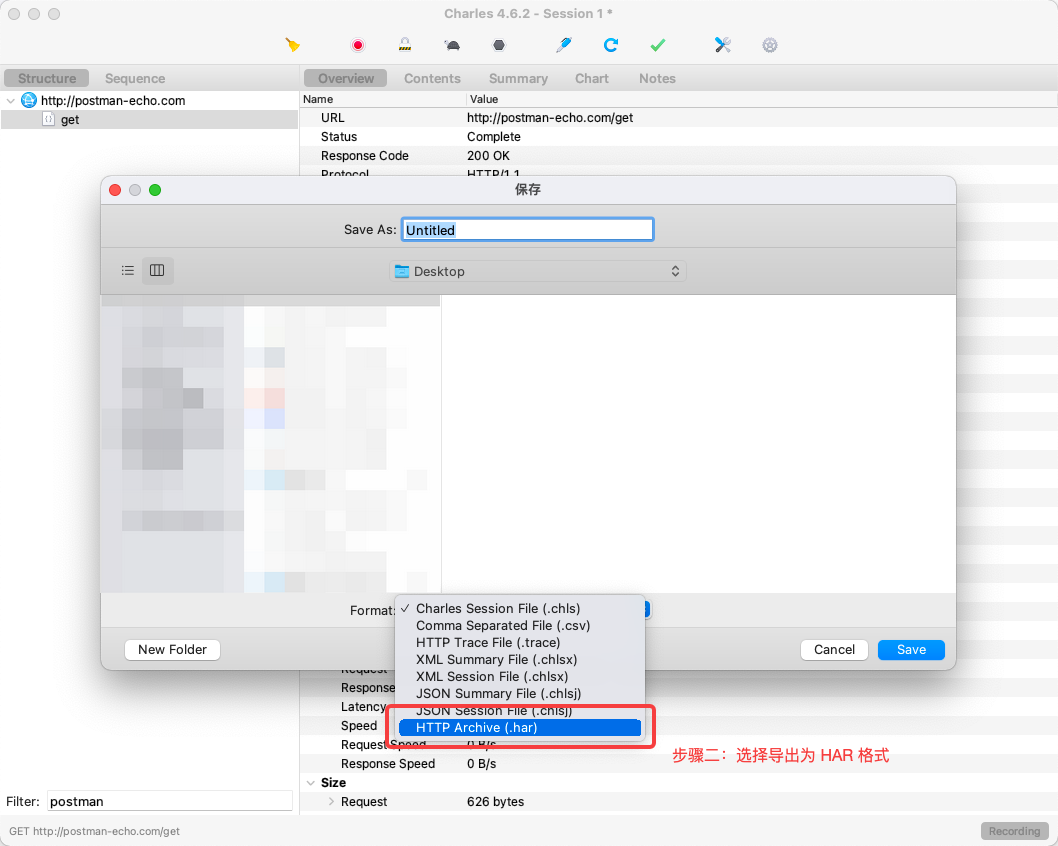 Charles 4.6.2 - Session 1 *
Structure Sequence
Overview Contents Summary Chart Notes
http://postman-echo.com
get
Name Value
URL http://postman-echo.com/get
Status Complete
Response Code 200 OK
Protocol HTTP/1.1
保存
Save As: Untitled
Desktop
Format:
✓ Charles Session File (.chls)
Comma Separated File (.csv)
HTTP Trace File (.trace)
XML Summary File (.chlsx)
XML Session File (.chlsx)
JSON Summary File (.chlsj)
JSON Session File (.chlsj)
HTTP Archive (.har)
New Folder Cancel Save
Request
Response
Latency
Speed
Request Speed 0 B/s
Response Speed 0 B/s
步骤二：选择导出为 HAR 格式
Size
Request 626 bytes
Filter: postman
GET http://postman-echo.com/get
Recording